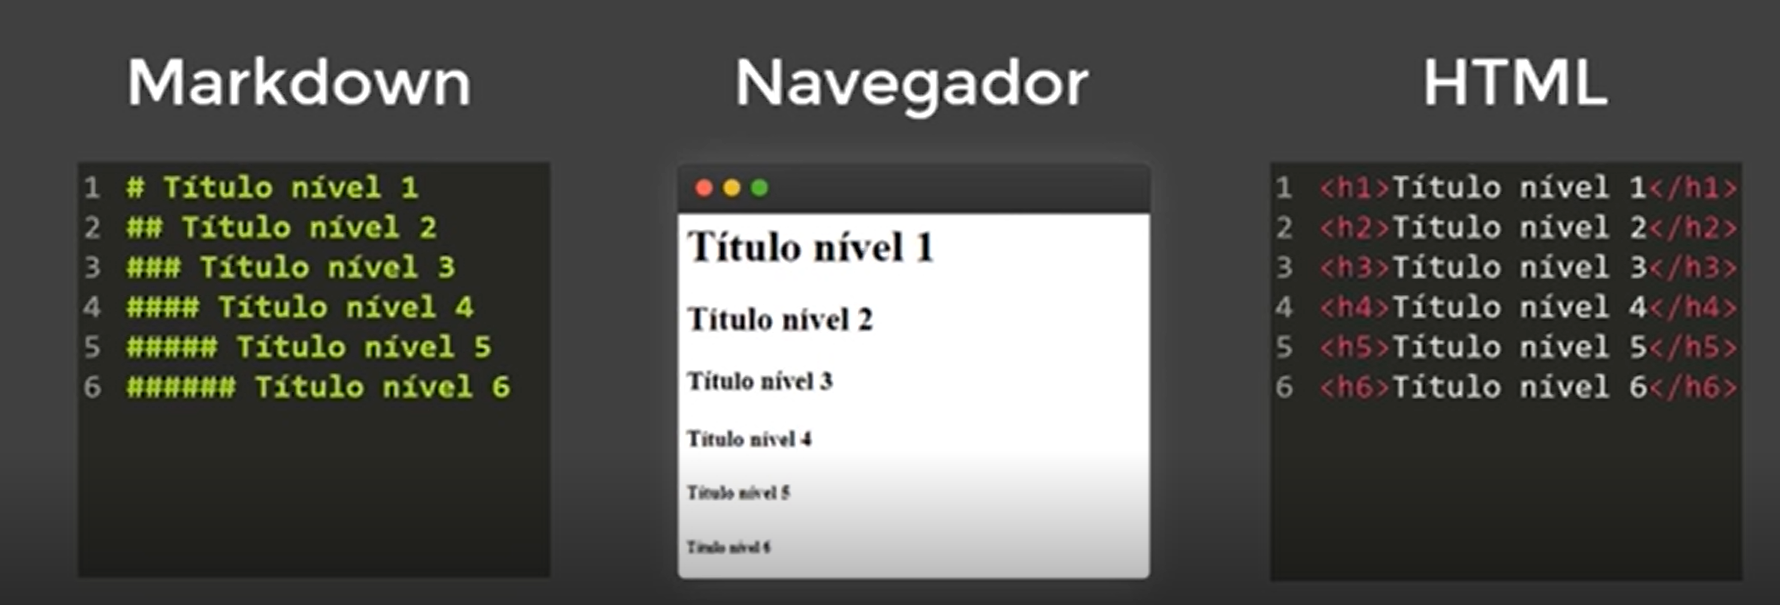 Markdown
1 # Título nível 1
2 ## Título nível 2
3 ### Título nível 3
4 #### Título nível 4
5 ##### Título nível 5
6 ###### Título nível 6
Navegador
Título nível 1
Título nível 2
Título nível 3
Título nível 4
Título nível 5
Título nível 6
HTML
1 <h1>Título nível 1</h1>
2 <h2>Título nível 2</h2>
3 <h3>Título nível 3</h3>
4 <h4>Título nível 4</h4>
5 <h5>Título nível 5</h5>
6 <h6>Título nível 6</h6>